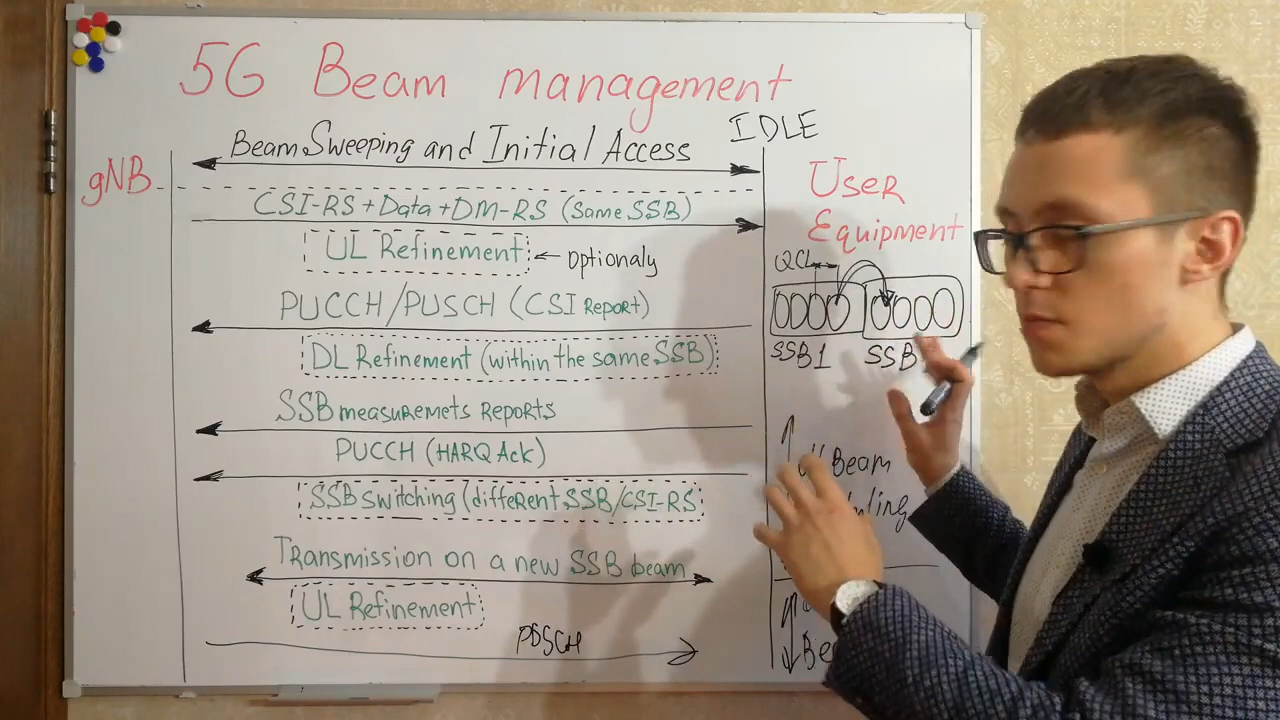 5G Beam management
IDLE
Beam Sweeping and Initial Access
gNB
User
Equipment
CSI-RS + Data + DM-RS (Same SSB)
UL Refinement ← optionaly
QCL
PUCCH/PUSCH (CSI Report)
SSB1 SSB
DL Refinement (within the same SSB)
SSB measuremets Reports
PUCCH (HARQ Ack)
Beam
SSB switching (different SSB/CSI-RS)
Transmission on a new SSB beam
UL Refinement
PDSCH